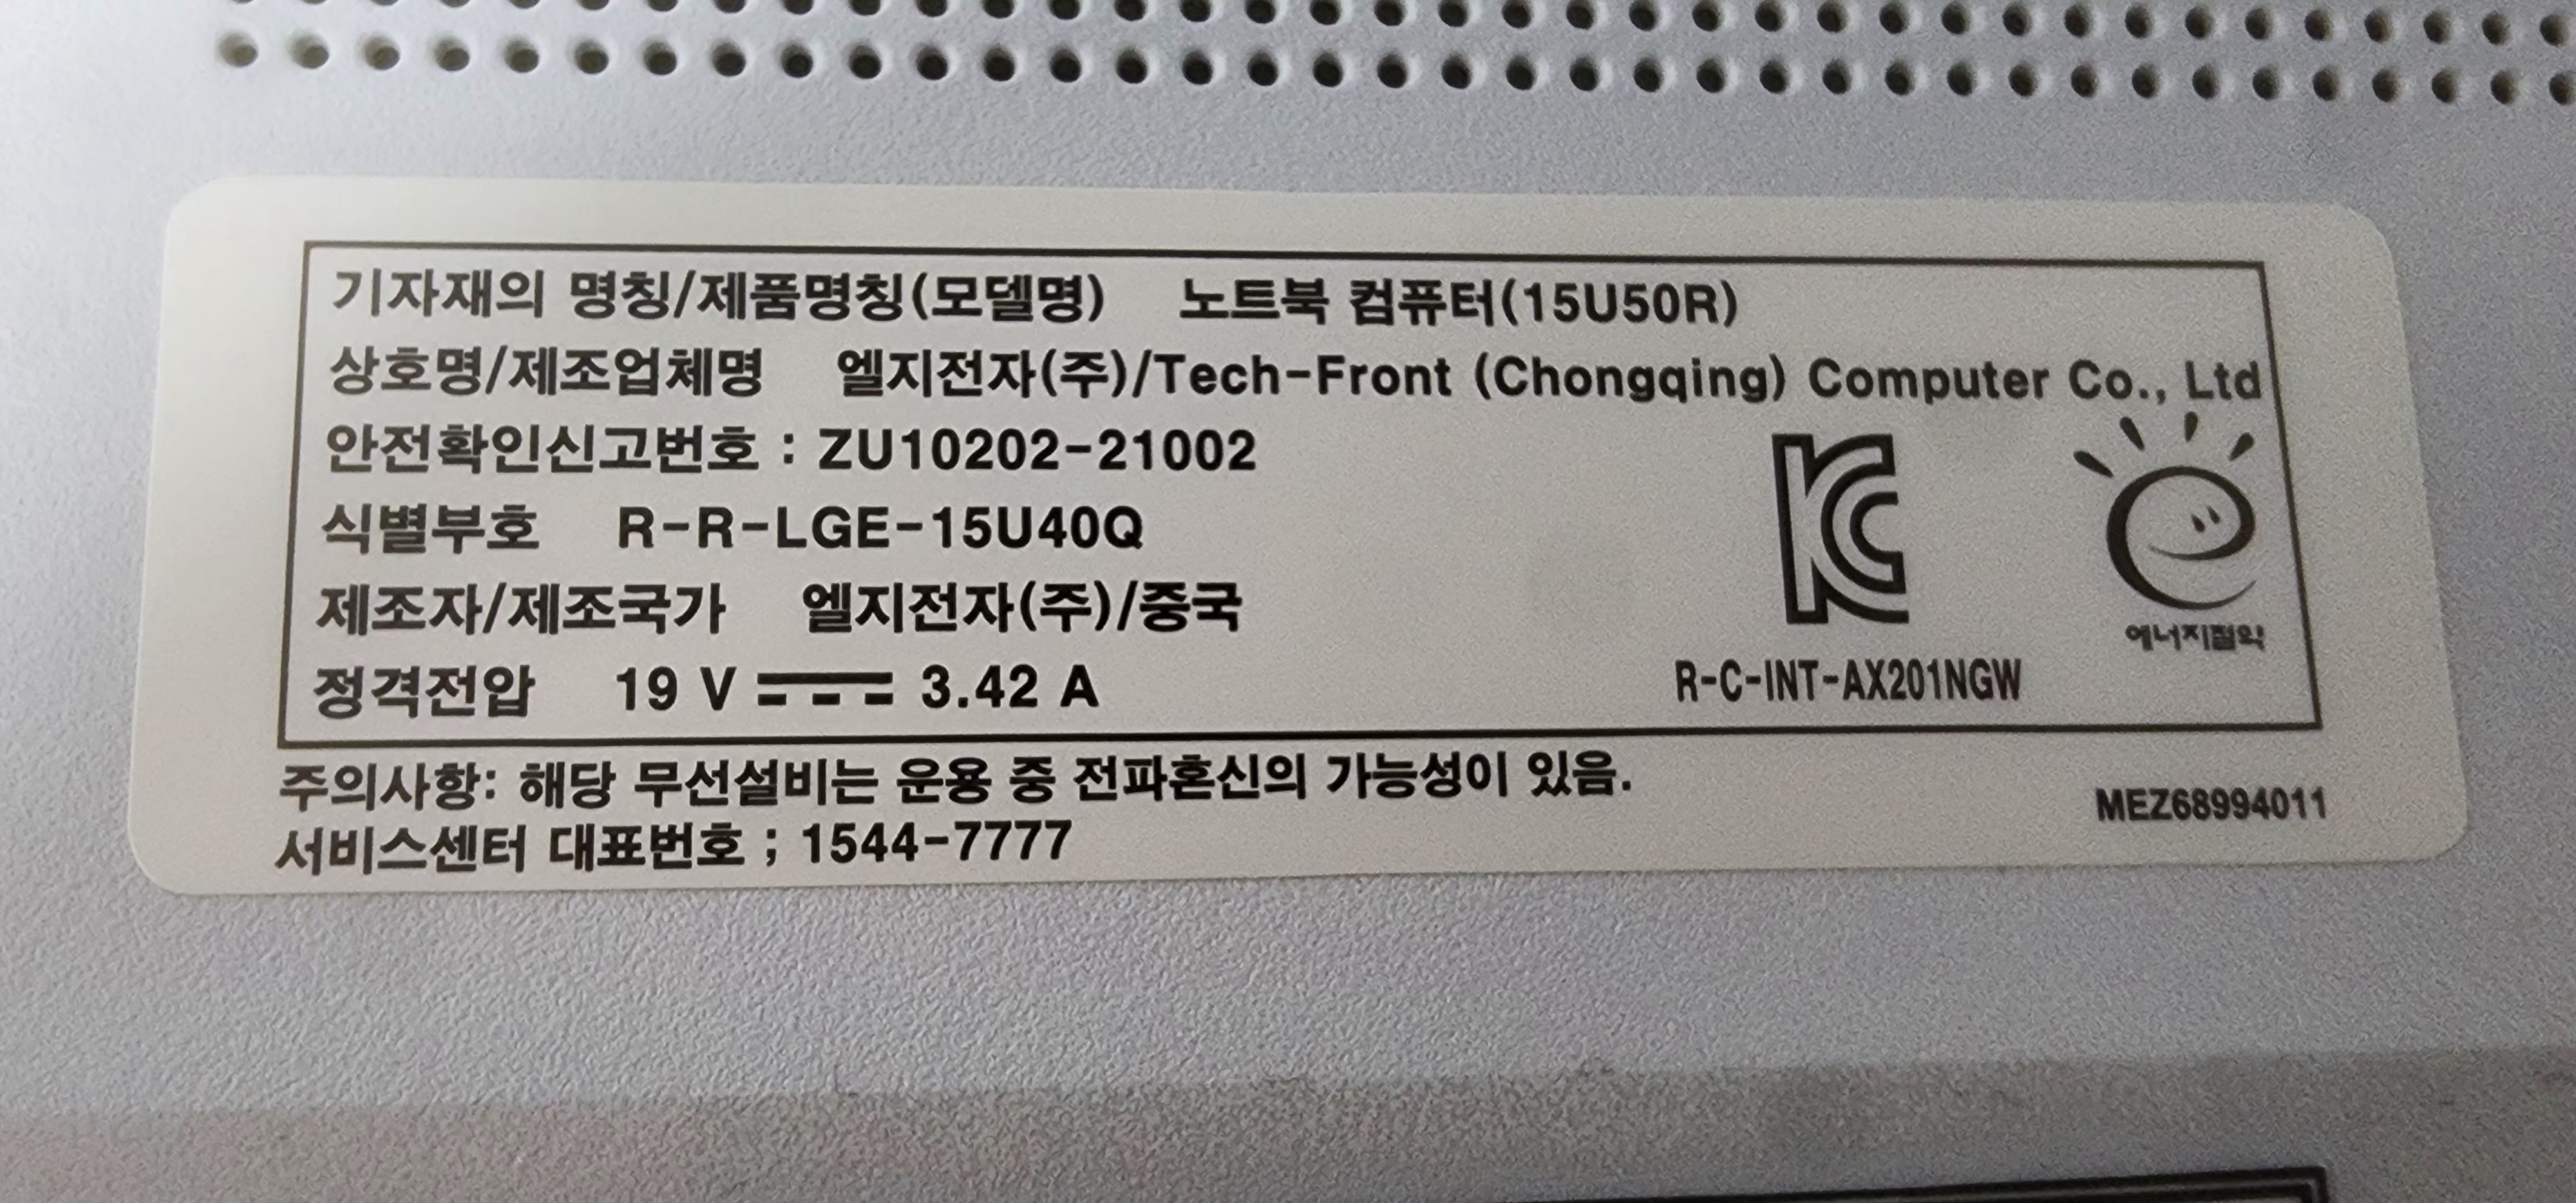 기자재의 명칭/제품명칭(모델명) 노트북 컴퓨터(15U50R)
상호명/제조업체명 엘지전자(주)/Tech-Front (Chongqing) Computer Co., Ltd
안전확인신고번호 : ZU10202-21002
식별부호 R-R-LGE-15U40Q
제조자/제조국가 엘지전자(주)/중국
정격전압 19 V 3.42 A
에너지절약
R-C-INT-AX201NGW
주의사항: 해당 무선설비는 운용 중 전파혼신의 가능성이 있음.
MEZ68994011
서비스센터 대표번호 ; 1544-7777